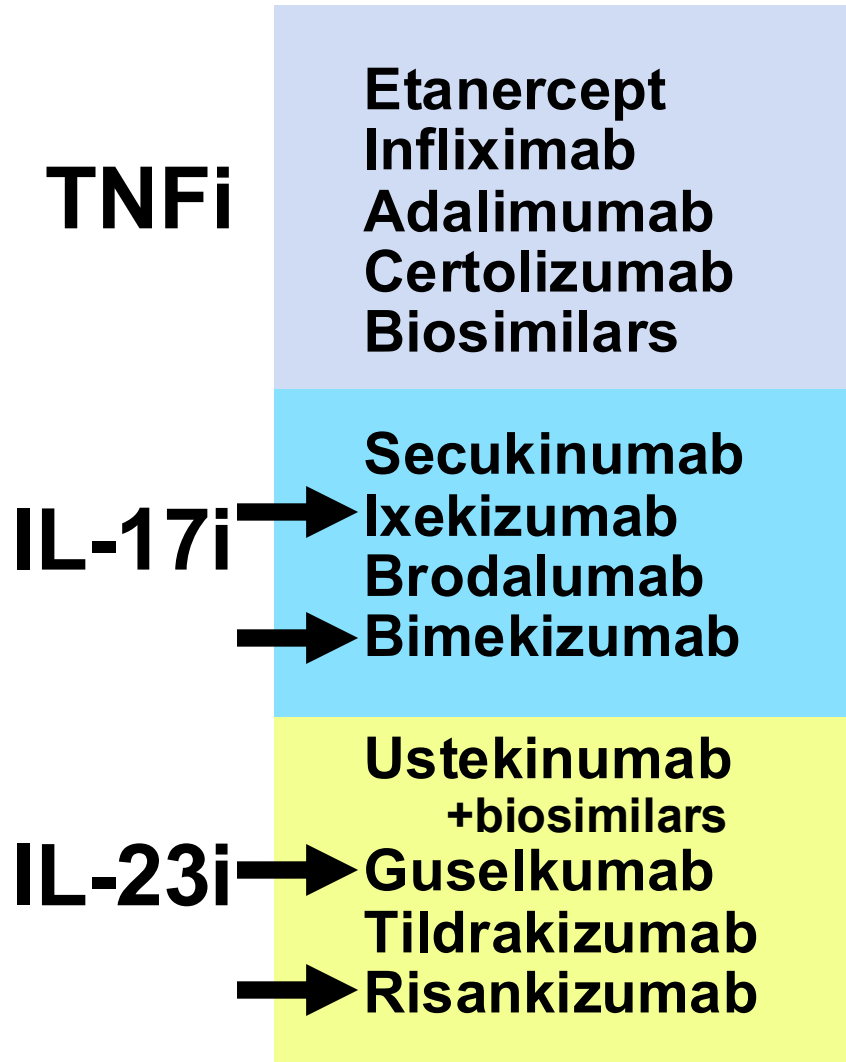 TNFi
Etanercept
Infliximab
Adalimumab
Certolizumab
Biosimilars
IL-17i
Secukinumab
Ixekizumab
Brodalumab
Bimekizumab
IL-23i
Ustekinumab
+biosimilars
Guselkumab
Tildrakizumab
Risankizumab